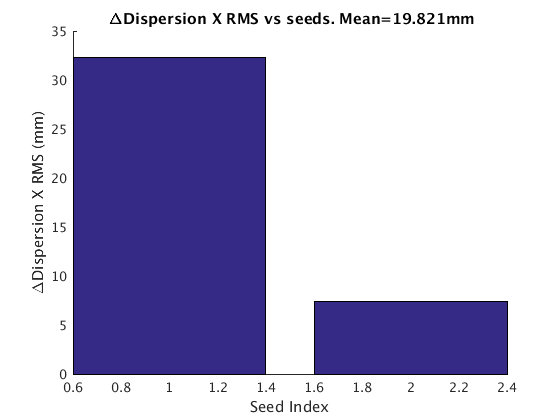 ΔDispersion X RMS vs seeds. Mean=19.821mm
ΔDispersion X RMS (mm)
35
30
25
20
15
10
5
0
0.6 0.8 1 1.2 1.4 1.6 1.8 2 2.2 2.4
Seed Index